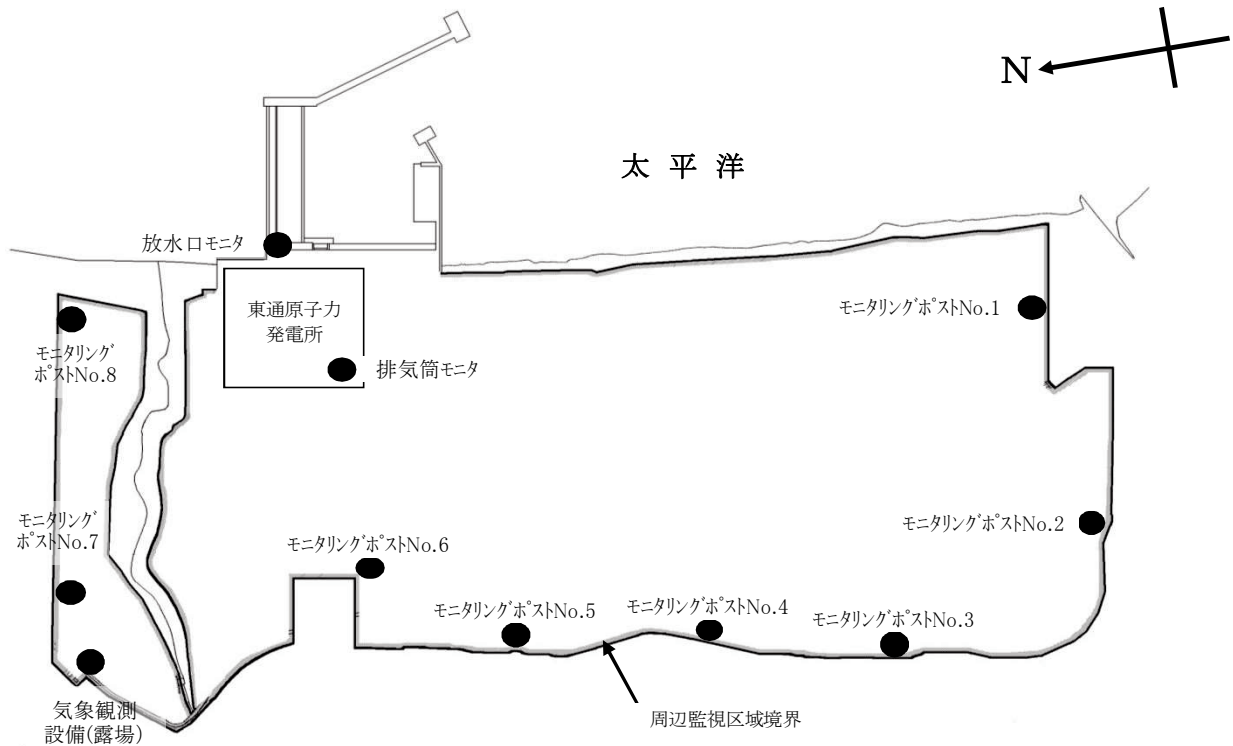 N
太平洋
放水口モニタ
東通原子力
発電所
排気筒モニタ
モニタリングポストNo.1
モニタリング
ポストNo.8
モニタリング
ポストNo.7
モニタリングポストNo.2
モニタリングポストNo.6
モニタリングポストNo.5
モニタリングポストNo.4
モニタリングポストNo.3
気象観測
設備(露場)
周辺監視区域境界